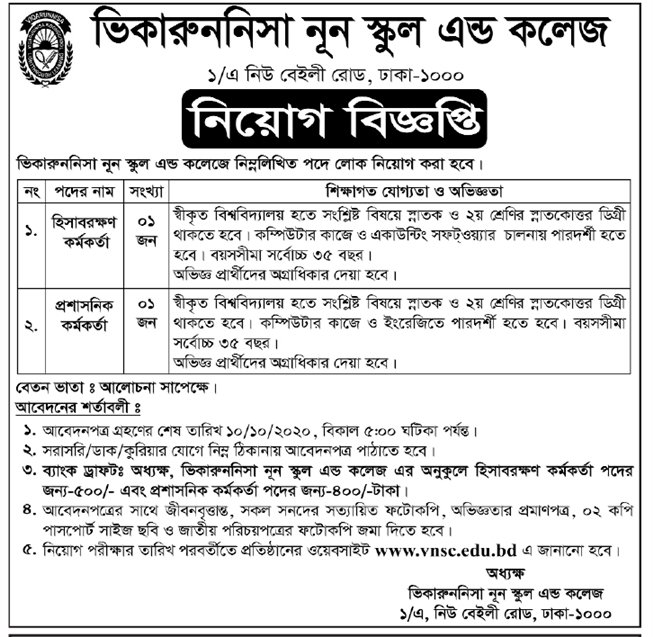 ভিকারুননিসা নূন স্কুল এন্ড কলেজ
১/এ নিউ বেইলী রোড, ঢাকা-১০০০
নিয়োগ বিজ্ঞপ্তি
ভিকারুননিসা নূন স্কুল এন্ড কলেজে নিম্নলিখিত পদে লোক নিয়োগ করা হবে।
নং পদের নাম সংখ্যা শিক্ষাগত যোগ্যতা ও অভিজ্ঞতা
১. হিসাবরক্ষণ কর্মকর্তা ০১ জন
স্বীকৃত বিশ্ববিদ্যালয় হতে সংশ্লিষ্ট বিষয়ে স্নাতক ও ২য় শ্রেণির স্নাতকোত্তর ডিগ্রী
থাকতে হবে। কম্পিউটার কাজে ও একাউন্টিং সফট্ওয়্যার চালনায় পারদর্শী হতে
হবে। বয়সসীমা সর্বোচ্চ ৩৫ বছর।
অভিজ্ঞ প্রার্থীদের অগ্রাধিকার দেয়া হবে।
২. প্রশাসনিক কর্মকর্তা ০১ জন
স্বীকৃত বিশ্ববিদ্যালয় হতে সংশ্লিষ্ট বিষয়ে স্নাতক ও ২য় শ্রেণির স্নাতকোত্তর ডিগ্রী
থাকতে হবে। কম্পিউটার কাজে ও ইংরেজিতে পারদর্শী হতে হবে। বয়সসীমা
সর্বোচ্চ ৩৫ বছর।
অভিজ্ঞ প্রার্থীদের অগ্রাধিকার দেয়া হবে।
বেতন ভাতা ঃ আলোচনা সাপেক্ষে।
আবেদনের শর্তাবলী ঃ
১. আবেদনপত্র গ্রহণের শেষ তারিখ ১০/১০/২০২০, বিকাল ৫:০০ ঘটিকা পর্যন্ত।
২. সরাসরি/ডাক/কুরিয়ার যোগে নিম্ন ঠিকানায় আবেদনপত্র পাঠাতে হবে।
৩. ব্যাংক ড্রাফটঃ অধ্যক্ষ, ভিকারুননিসা নূন স্কুল এন্ড কলেজ এর অনুকূলে হিসাবরক্ষণ কর্মকর্তা পদের
জন্য-৫০০/- এবং প্রশাসনিক কর্মকর্তা পদের জন্য-৪০০/-টাকা।
৪. আবেদনপত্রের সাথে জীবনবৃত্তান্ত, সকল সনদের সত্যায়িত ফটোকপি, অভিজ্ঞতার প্রমাণপত্র, ০২ কপি
পাসপোর্ট সাইজ ছবি ও জাতীয় পরিচয়পত্রের ফটোকপি জমা দিতে হবে।
৫. নিয়োগ পরীক্ষার তারিখ পরবর্তীতে প্রতিষ্ঠানের ওয়েবসাইট www.vnsc.edu.bd এ জানানো হবে।
অধ্যক্ষ
ভিকারুননিসা নূন স্কুল এন্ড কলেজ
১/এ, নিউ বেইলী রোড, ঢাকা-১০০০